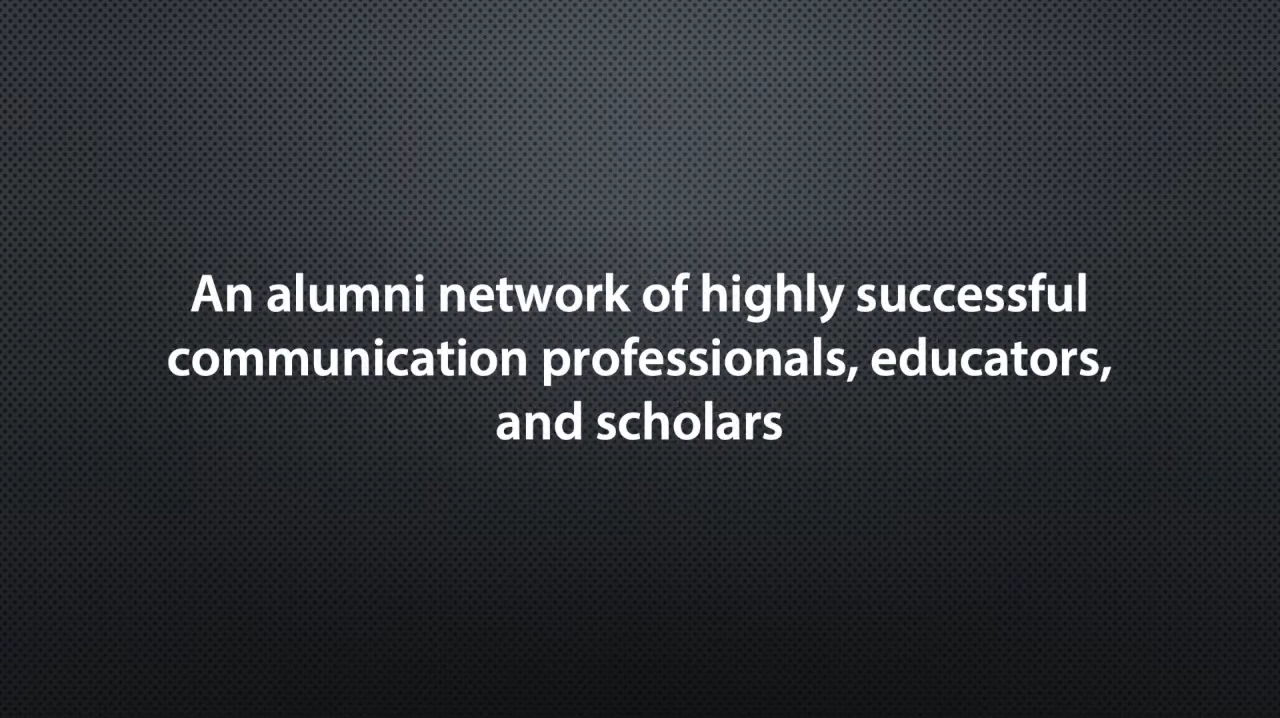 An alumni network of highly successful
communication professionals, educators,
and scholars